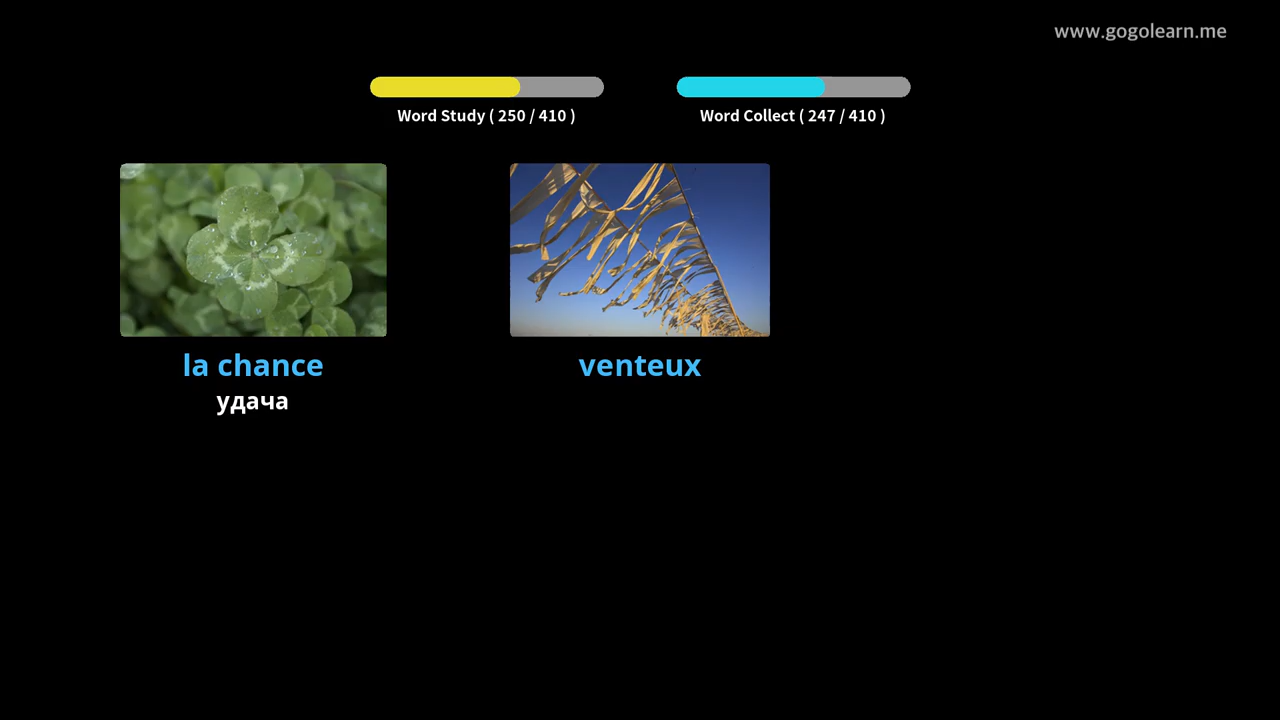 www.gogolearn.me
Word Study ( 250 / 410 )
Word Collect ( 247 / 410 )
la chance
удача
venteux